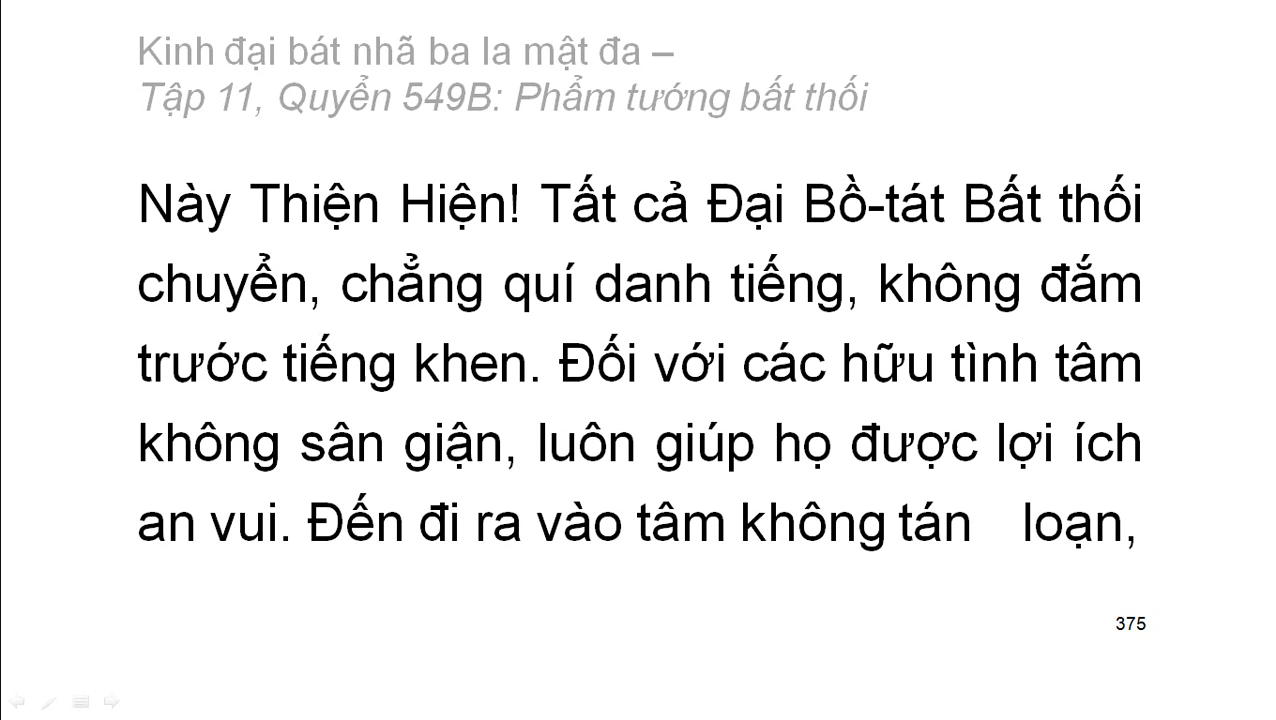 Kinh đại bát nhã ba la mật đa –
Tập 11, Quyển 549B: Phẩm tướng bất thối
Này Thiện Hiện! Tất cả Đại Bồ-tát Bất thối
chuyển, chẳng quí danh tiếng, không đắm
trước tiếng khen. Đối với các hữu tình tâm
không sân giận, luôn giúp họ được lợi ích
an vui. Đến đi ra vào tâm không tán loạn,
375